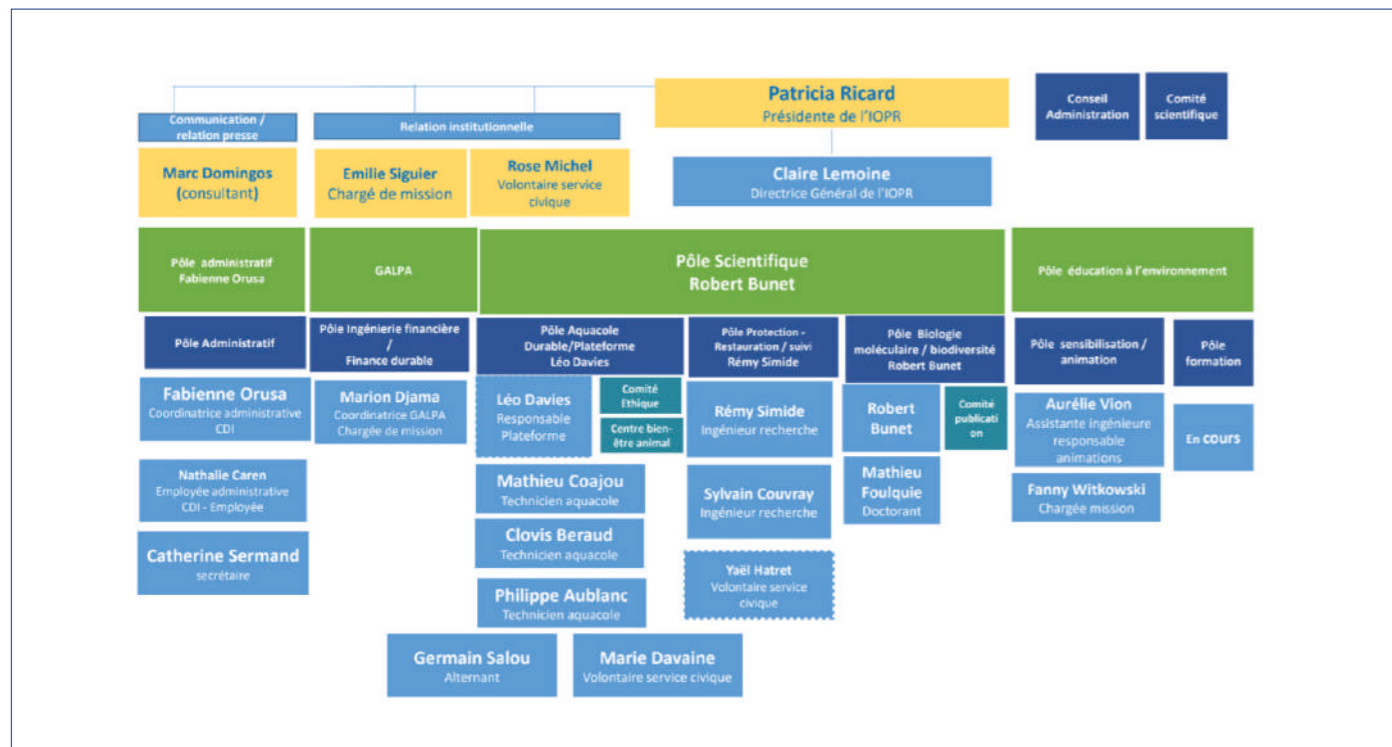 Patricia Ricard
Présidente de l'IOPR
Conseil
Administration
Comité
scientifique
Communication /
relation presse
Relation institutionnelle
Marc Domingos
(consultant)
Emilie Siguier
Chargé de mission
Rose Michel
Volontaire service
civique
Claire Lemoine
Directrice Général de l'IOPR
Pôle administratif
Fabienne Orusa
GALPA
Pôle Scientifique
Robert Bunet
Pôle éducation à l'environnement
Pôle Administratif
Pôle Ingénierie financière
/
Finance durable
Pôle Aquacole
Durable/Plateforme
Léo Davies
Pôle Protection -
Restauration / suivi
Rémy Simide
Pôle Biologie
moléculaire / biodiversité
Robert Bunet
Pôle sensibilisation /
animation
Pôle
formation
Fabienne Orusa
Coordinatrice administrative
CDI
Marion Djama
Coordinatrice GALPA
Chargée de mission
Léo Davies
Responsable
Plateforme
Comité
Ethique
Centre bien-
être animal
Rémy Simide
Ingénieur recherche
Robert
Bunet
Comité
publicati
on
Aurélie Vion
Assistante ingénieure
responsable
animations
En cours
Nathalie Caren
Employée administrative
CDI - Employée
Mathieu Coajou
Technicien aquacole
Sylvain Couvray
Ingénieur recherche
Mathieu
Foulquie
Doctorant
Fanny Witkowski
Chargée mission
Clovis Beraud
Technicien aquacole
Catherine Sermand
secrétaire
Philippe Aublanc
Technicien aquacole
Yaël Hatret
Volontaire service
civique
Germain Salou
Alternant
Marie Davaine
Volontaire service civique